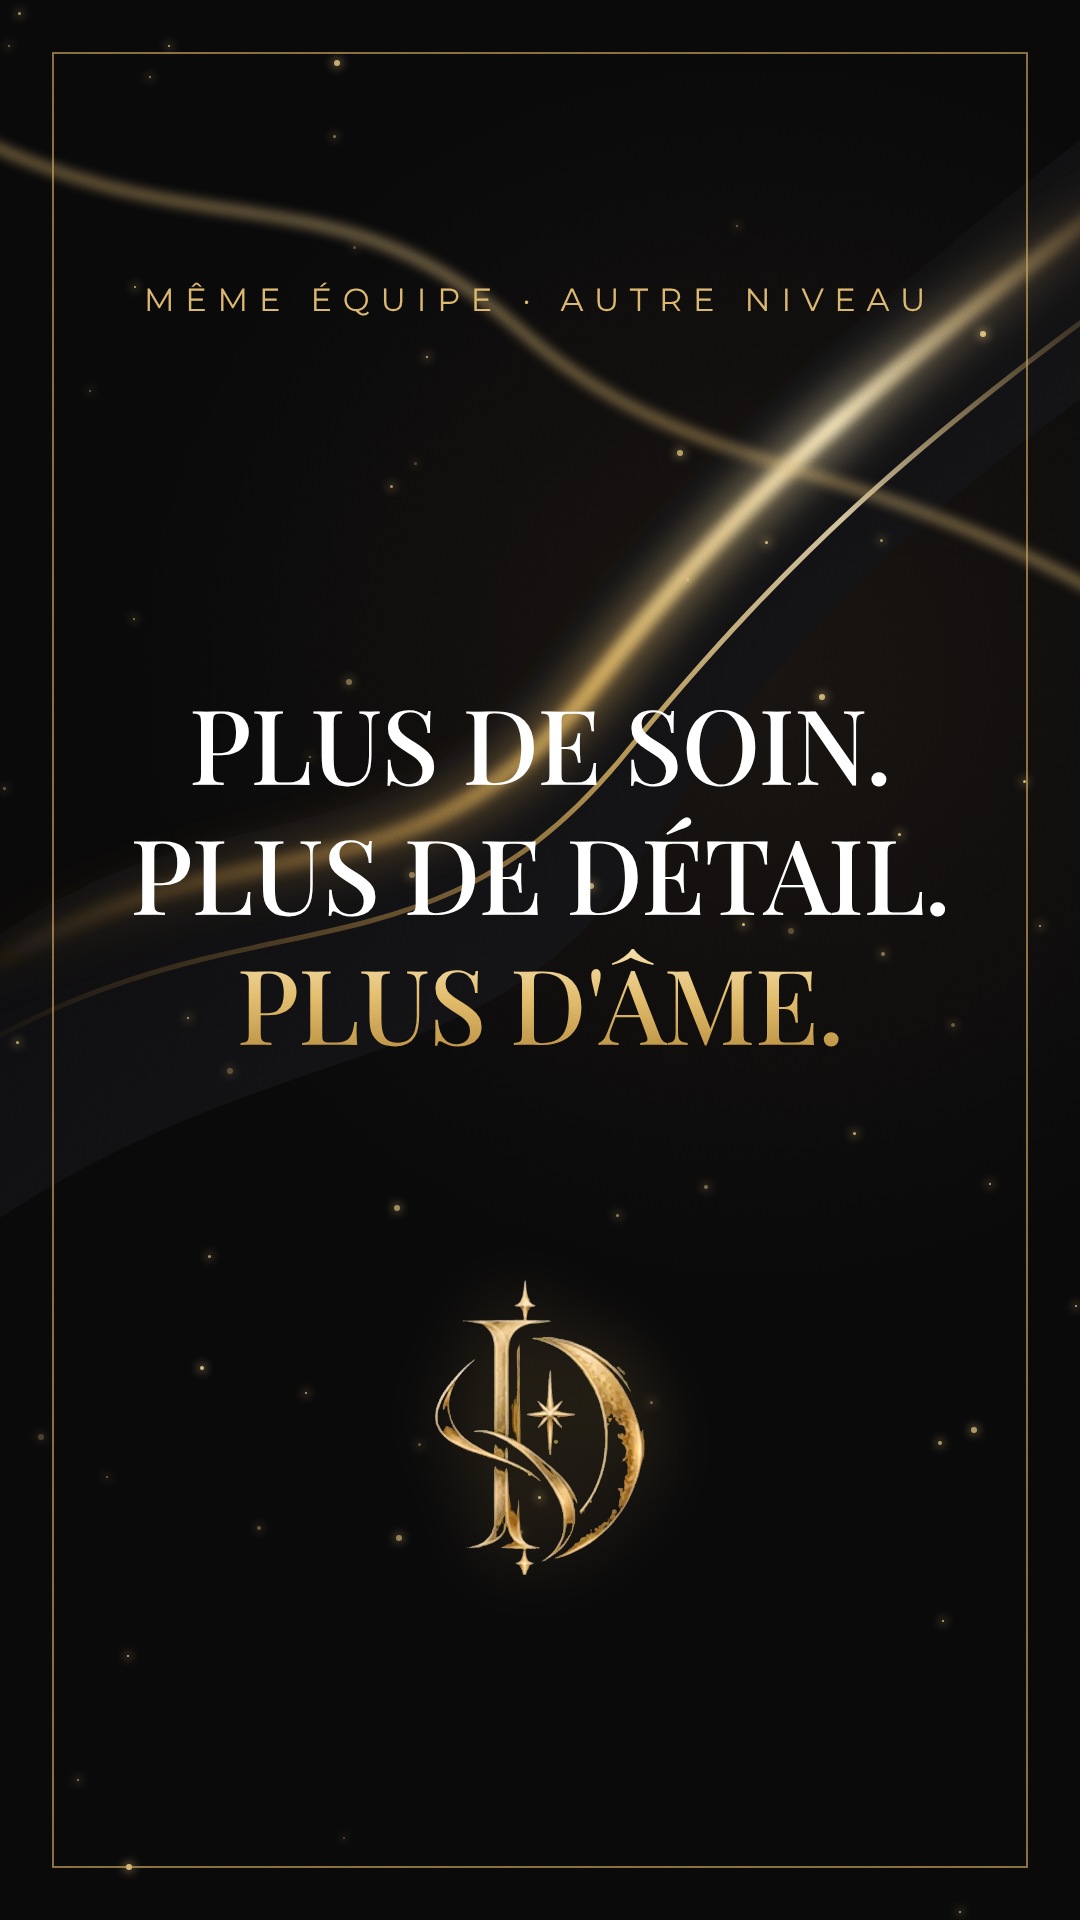 MÊME ÉQUIPE · AUTRE NIVEAU
PLUS DE SOIN.
PLUS DE DÉTAIL.
PLUS D'ÂME.